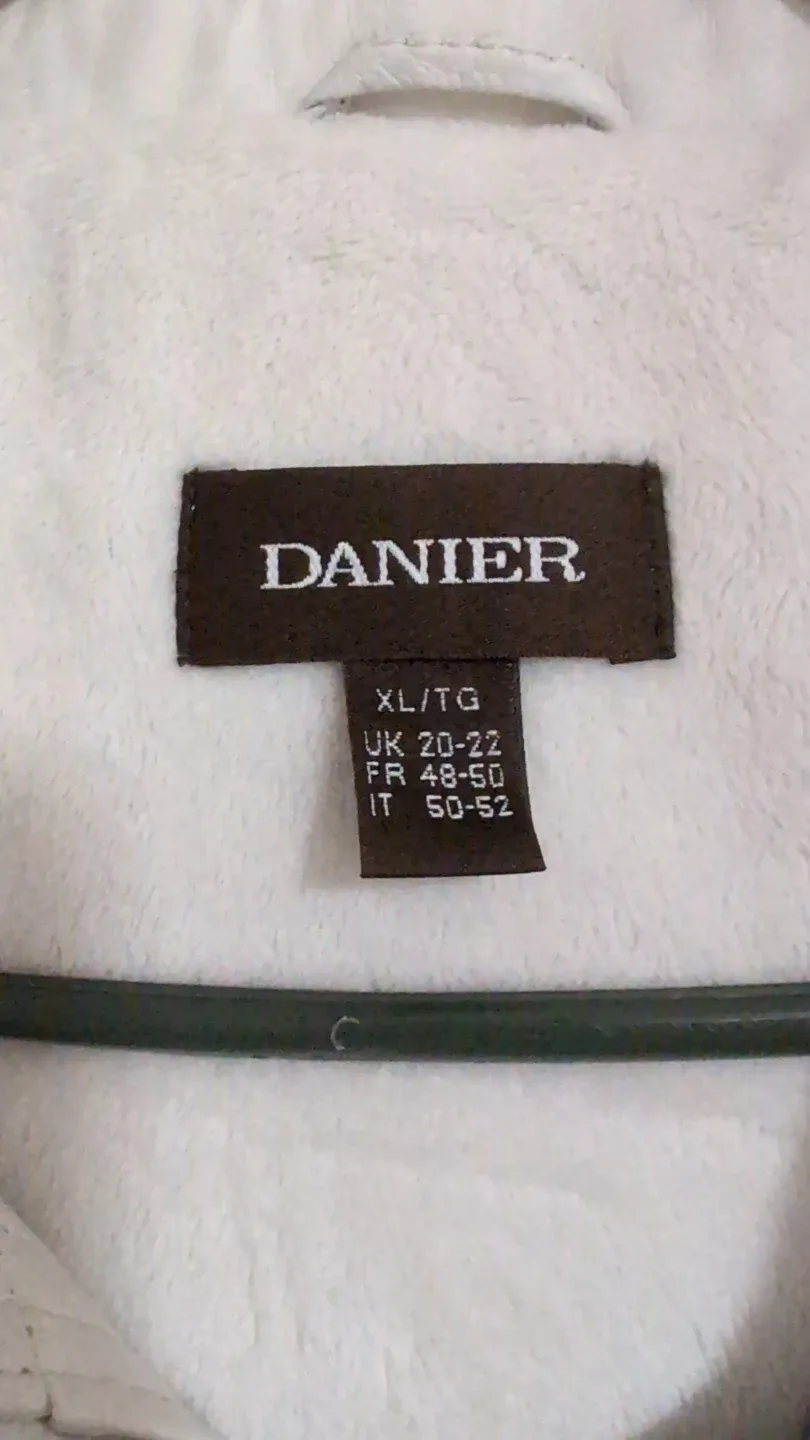 DANIER
XL/TG
UK 20-22
FR 48-50
IT 50-52